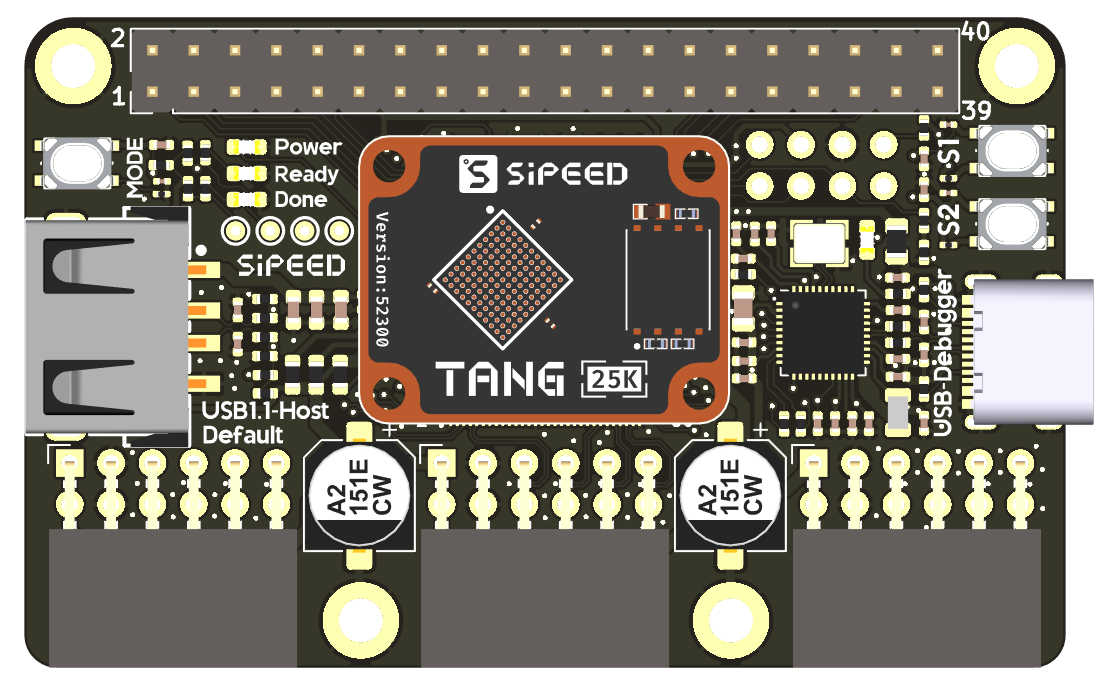 2
40
1
39
MODE
Power
Ready
Done
SiPEED
S SiPEED
Version:52300
TANG 25K
S1
S2
USB-Debugger
USB1.1-Host
Default
A2
151E
CW
A2
151E
CW